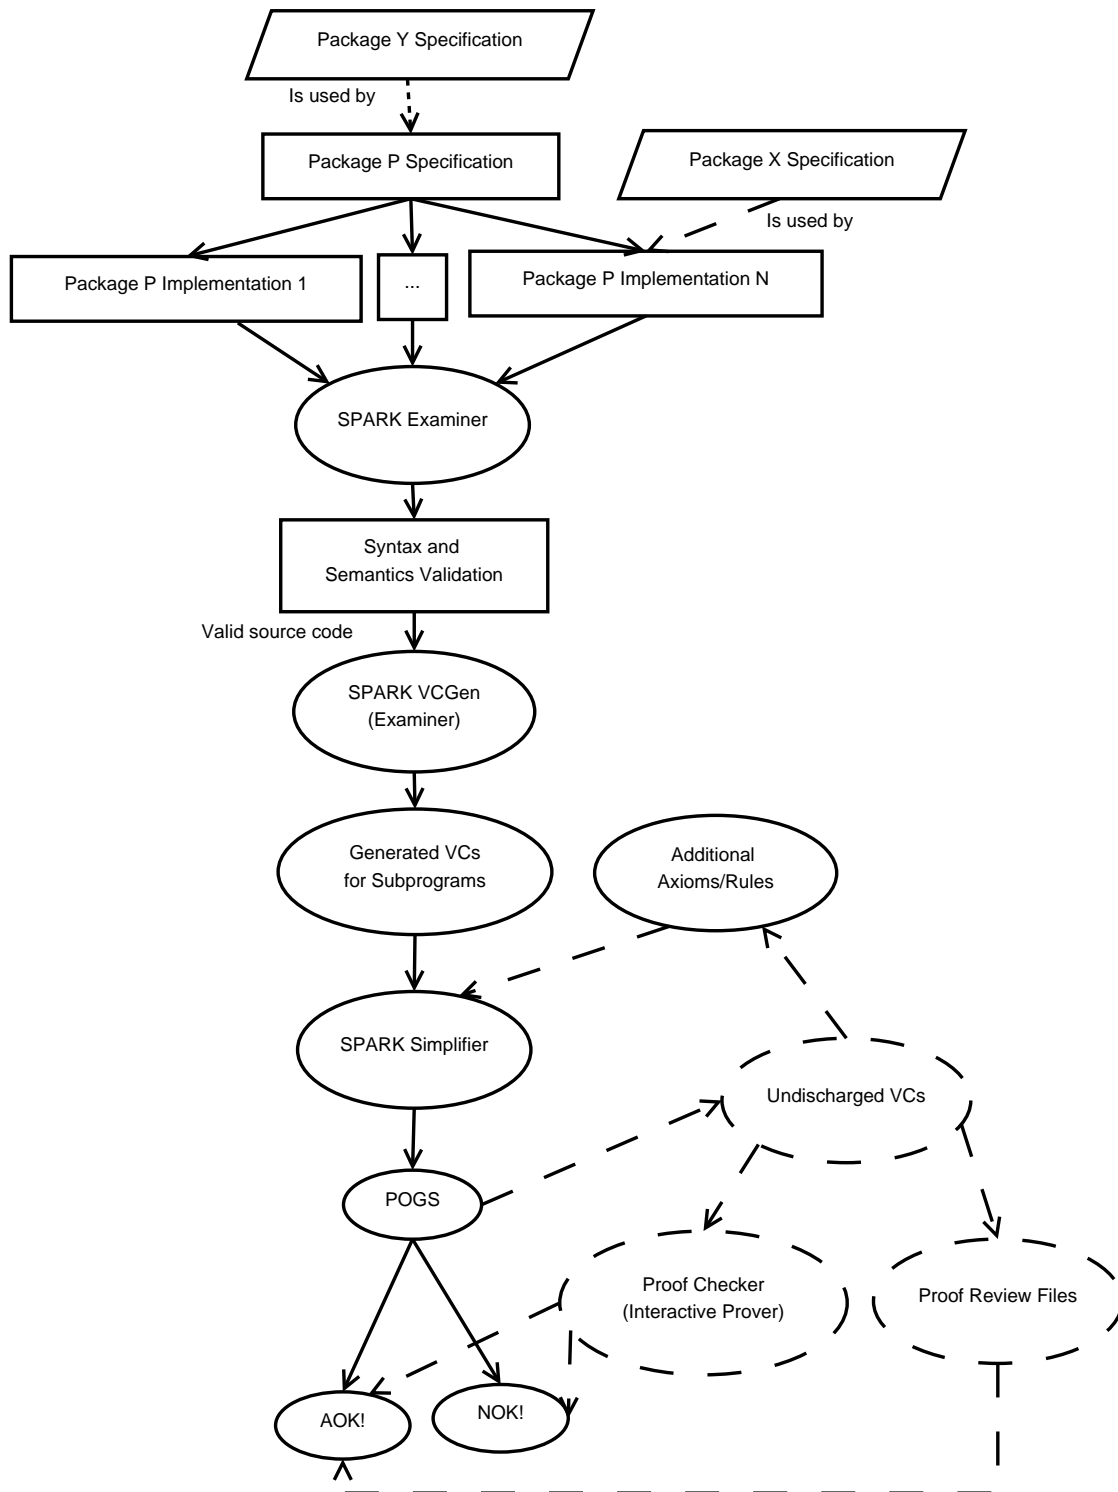 Package Y Specification
Is used by
Package P Specification
Package X Specification
Is used by
Package P Implementation 1
...
Package P Implementation N
SPARK Examiner
Syntax and
Semantics Validation
Valid source code
SPARK VCGen
(Examiner)
Generated VCs
for Subprograms
Additional
Axioms/Rules
SPARK Simplifier
Undischarged VCs
POGS
Proof Checker
(Interactive Prover)
Proof Review Files
AOK!
NOK!